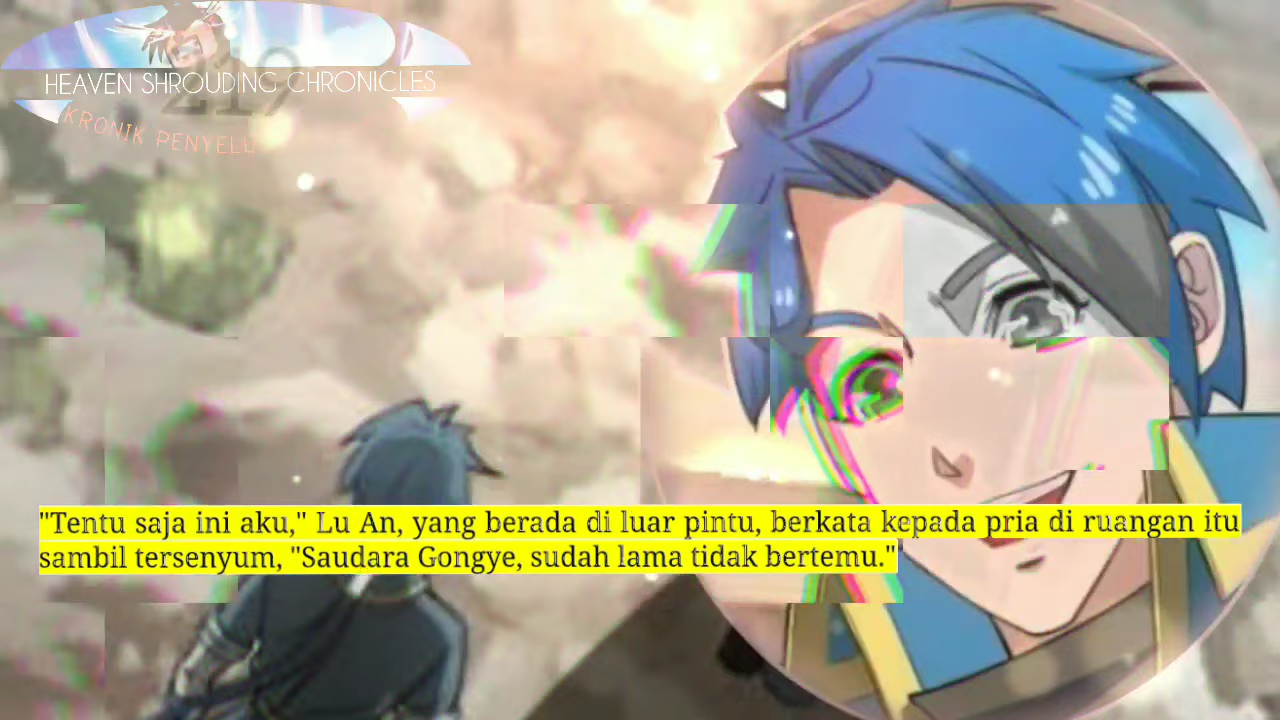 219
HEAVEN SHROUDING CHRONICLES
KRONIK PENYELU
"Tentu saja ini aku," Lu An, yang berada di luar pintu, berkata kepada pria di ruangan itu
sambil tersenyum, "Saudara Gongye, sudah lama tidak bertemu."